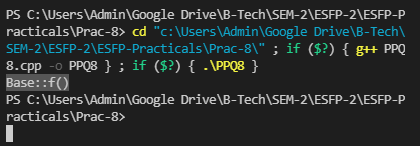 PS C:\Users\Admin\Google Drive\B-Tech\SEM-2\ESFP-2\ESFP-P
racticals\Prac-8> cd "c:\Users\Admin\Google Drive\B-Tech\
SEM-2\ESFP-2\ESFP-Practicals\Prac-8\" ; if ($?) { g++ PPQ
8.cpp -o PPQ8 } ; if ($?) { .\PPQ8 }
Base::f()
PS C:\Users\Admin\Google Drive\B-Tech\SEM-2\ESFP-2\ESFP-P
racticals\Prac-8>